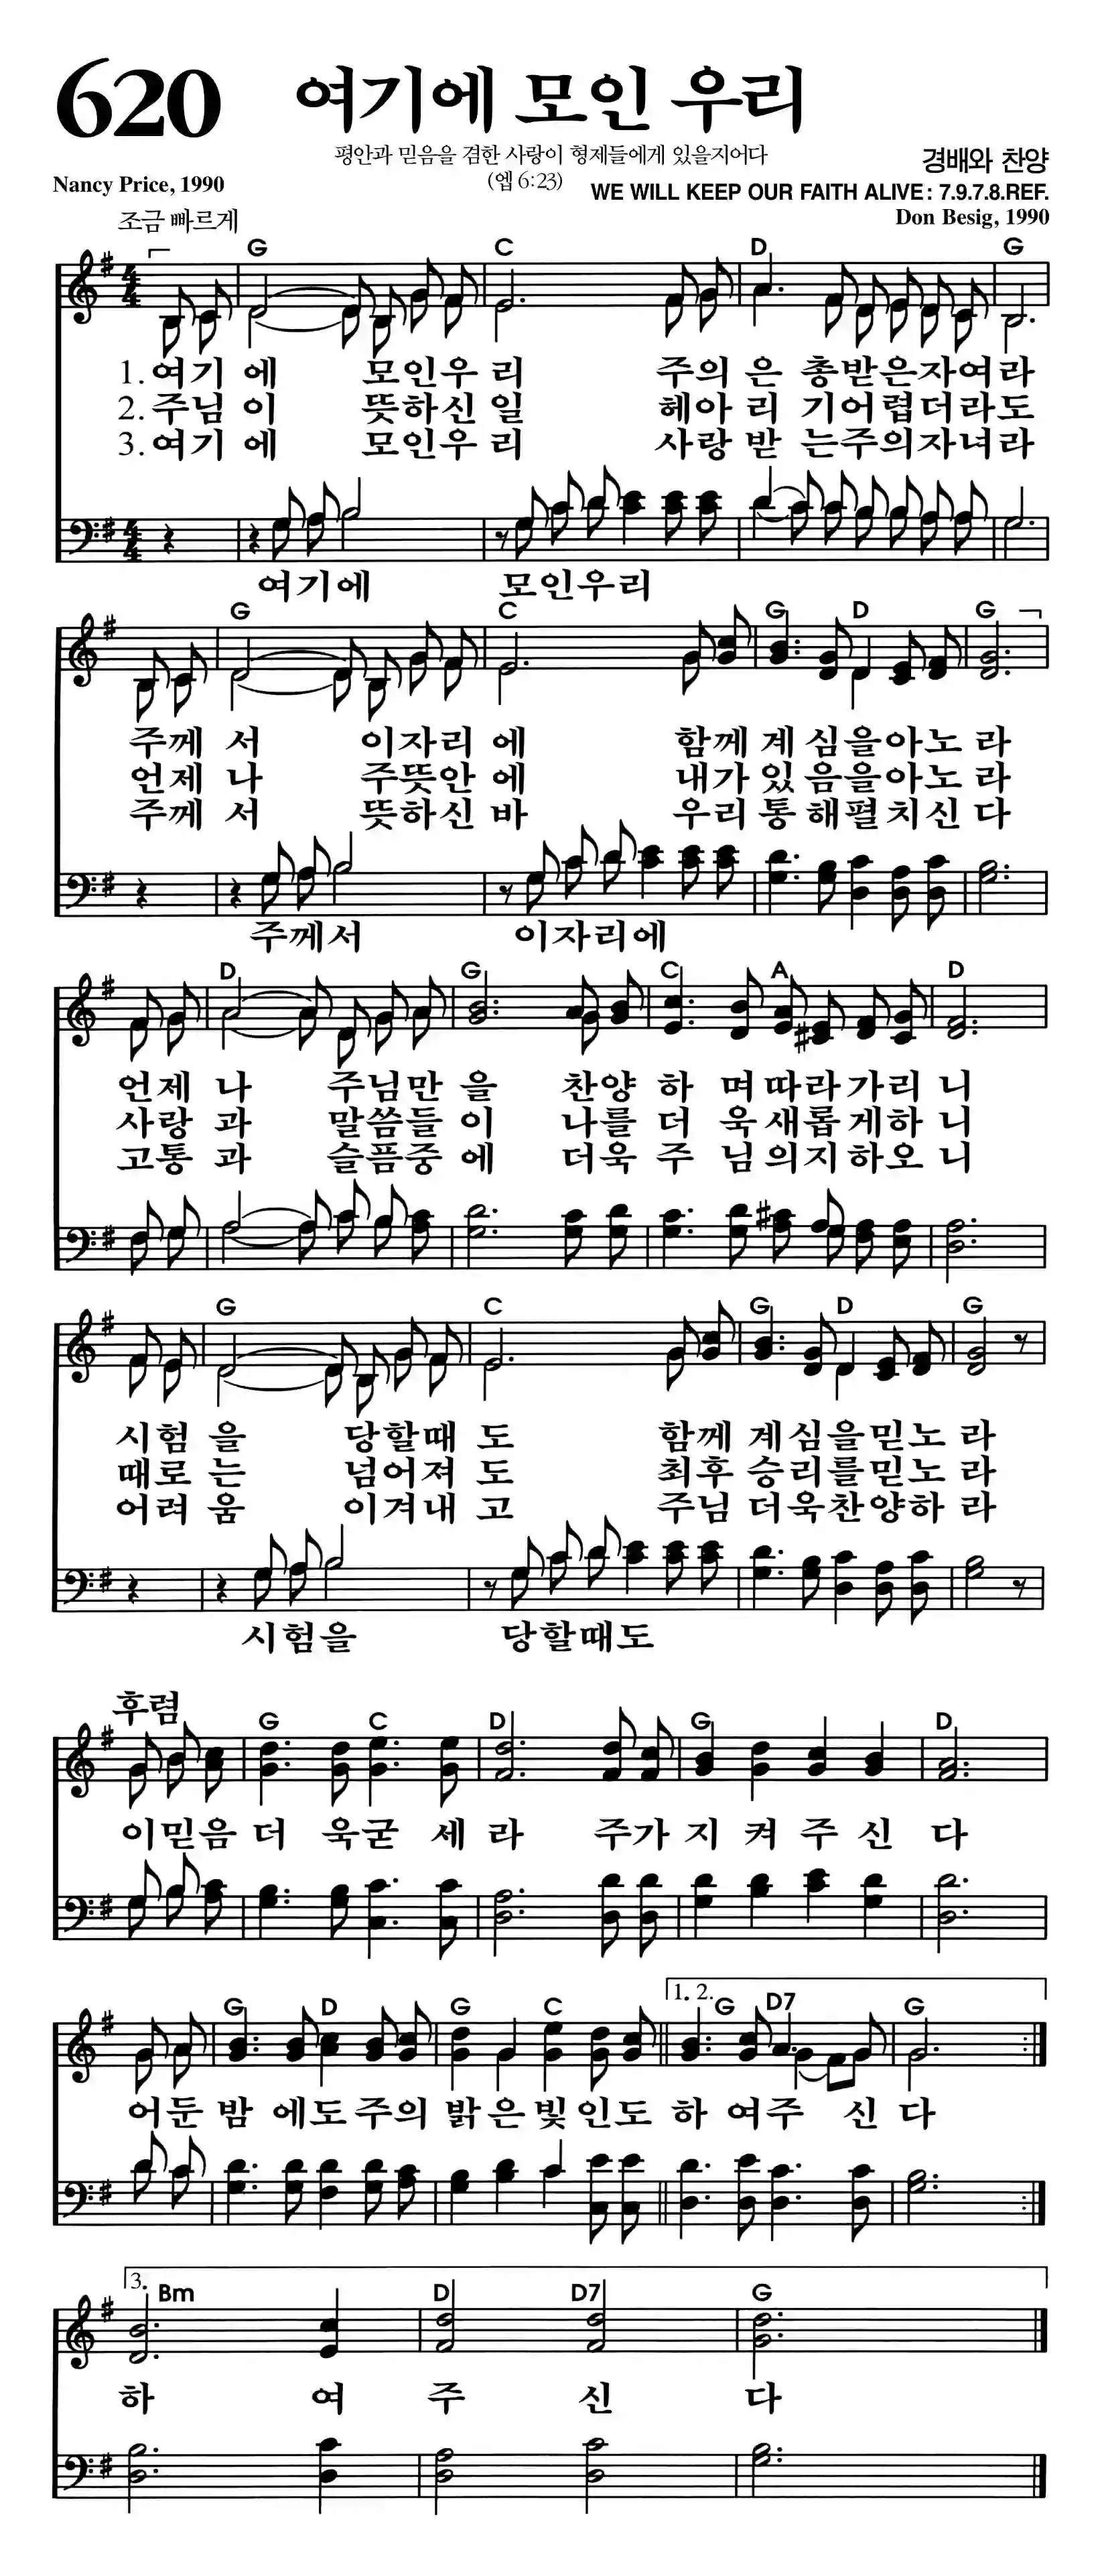 620 여기에 모인 우리
평안과 믿음을 겸한 사랑이 형제들에게 있을지어다
(엡 6:23)
경배와 찬양
Nancy Price, 1990
WE WILL KEEP OUR FAITH ALIVE: 7.9.7.8.REF.
Don Besig, 1990
조금 빠르게
G C D G
1. 여기 에 모인우 리 주의 은 총받은자여라
2. 주님 이 뜻하신 일 헤아 리 기어렵더라도
3. 여기 에 모인우 리 사랑 받 는주의자녀라
여기에 모인우리
G C G D G
주께 서 이자리 에 함께 계 심을아노 라
언제 나 주뜻안 에 내가 있 음을아노 라
주께 서 뜻하신 바 우리 통 해펼치신 다
주께서 이자리에
D G C A D
언제 나 주님만 을 찬양 하 며따라가리 니
사랑 과 말씀들 이 나를 더 욱새롭게하 니
고통 과 슬픔중 에 더욱 주 님의지하오 니
G C G D G
시험 을 당할때 도 함께 계심을믿노 라
때로 는 넘어져 도 최후 승리를믿노 라
어려 움 이겨내 고 주님 더욱찬양하 라
시험을 당할때도
후렴
G C D G D
이믿음 더 욱굳 세 라 주가 지 켜 주 신 다
G D G C 1. 2. G D7 G
어둔 밤 에도 주의 밝은빛 인도 하 여주 신 다
3. Bm D D7 G
하 여 주 신 다